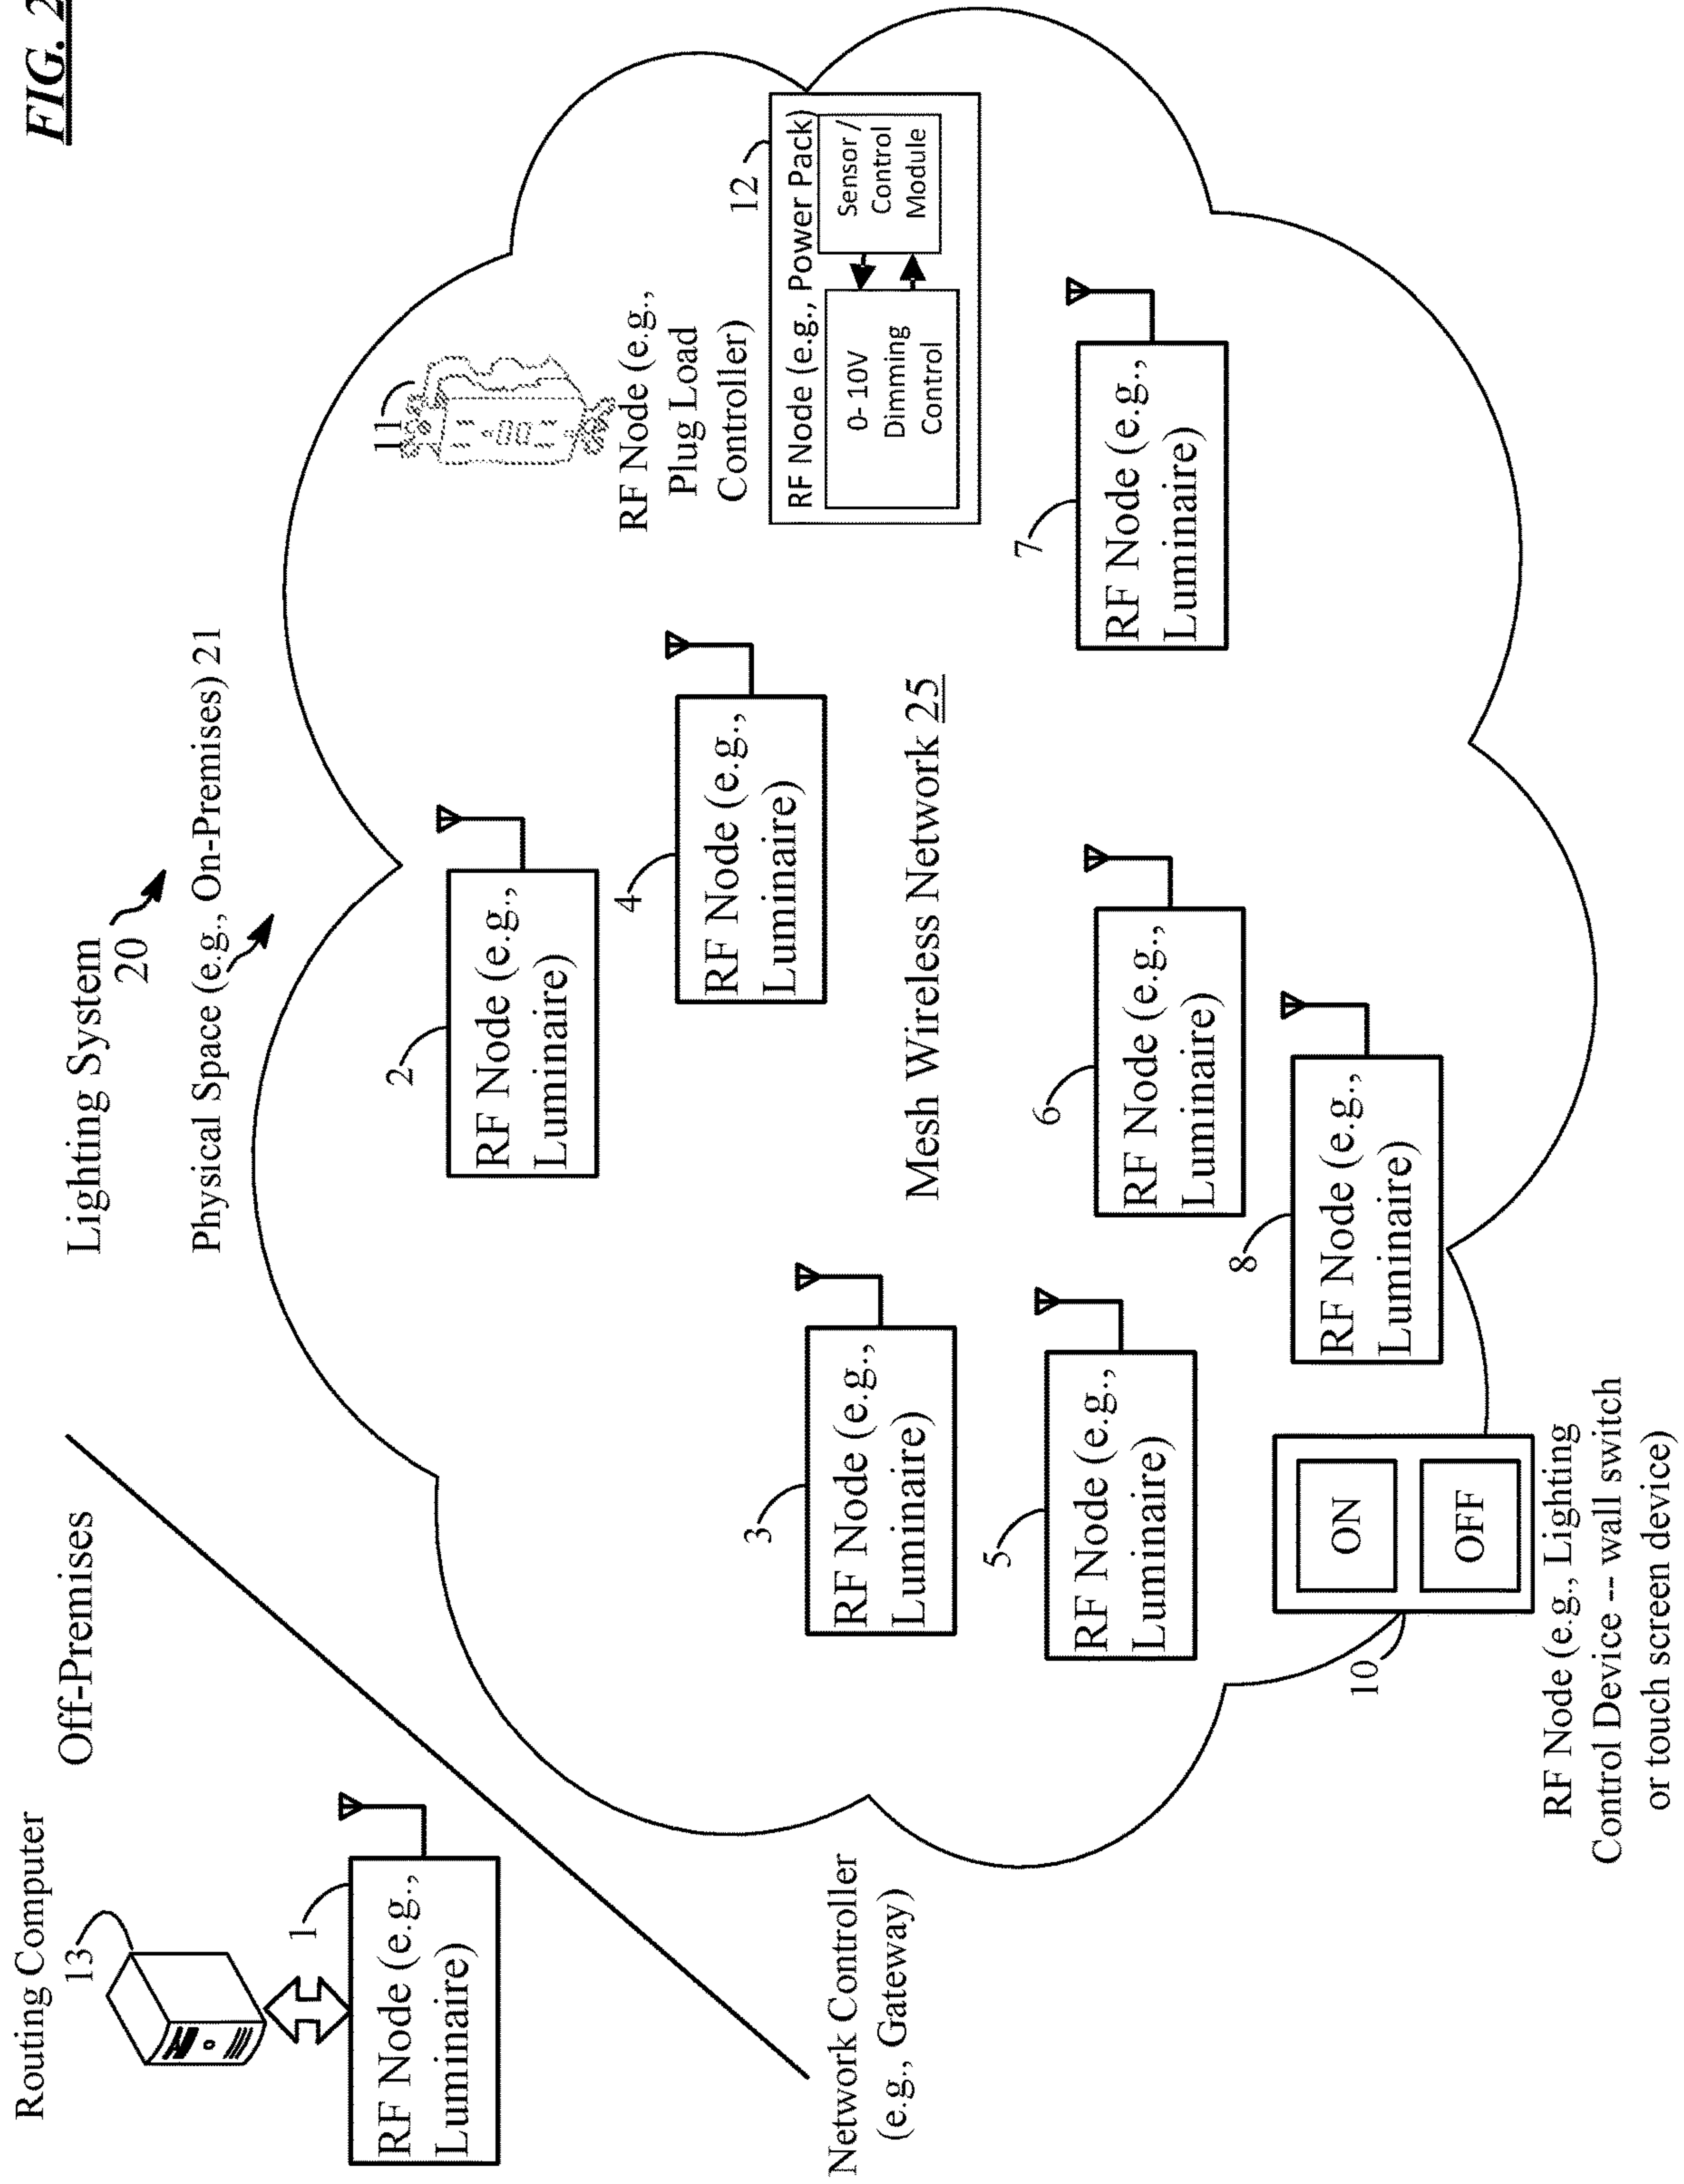 FIG. 2
Lighting System
20
Physical Space (e.g., On-Premises) 21
Off-Premises
Routing Computer
13
1
RF Node (e.g.,
Luminaire)
Network Controller
(e.g., Gateway)
2
RF Node (e.g.,
Luminaire)
4
RF Node (e.g.,
Luminaire)
11
RF Node (e.g.,
Plug Load
Controller)
12
RF Node (e.g., Power Pack)
0- 10V
Dimming
Control
Sensor /
Control
Module
3
RF Node (e.g.,
Luminaire)
Mesh Wireless Network 25
5
RF Node (e.g.,
Luminaire)
6
RF Node (e.g.,
Luminaire)
7
RF Node (e.g.,
Luminaire)
8
RF Node (e.g.,
Luminaire)
10
ON
OFF
RF Node (e.g., Lighting
Control Device -- wall switch
or touch screen device)